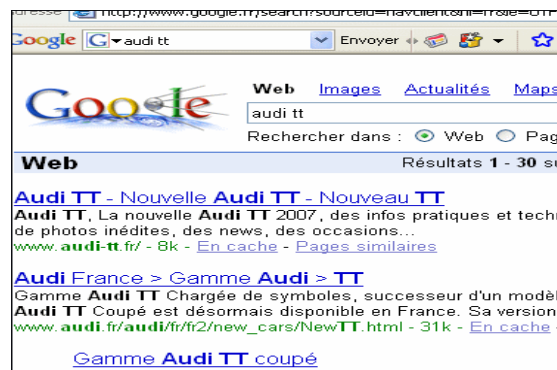 adresse http://www.google.fr/search?sourceid=navclient&hl=fr&ie=UTF
Google G audi tt Envoyer
Google
Web Images Actualités Maps
audi tt
Rechercher dans : Web Pag
Web Résultats 1 - 30 su
Audi TT - Nouvelle Audi TT - Nouveau TT
Audi TT, La nouvelle Audi TT 2007, des infos pratiques et tech
de photos inédites, des news, des occasions...
www.audi-tt.fr/ - 8k - En cache - Pages similaires
Audi France > Gamme Audi > TT
Gamme Audi TT Chargée de symboles, successeur d'un modèl
Audi TT Coupé est désormais disponible en France. Sa version
www.audi.fr/audi/fr/fr2/new_cars/NewTT.html - 31k - En cache
Gamme Audi TT coupé